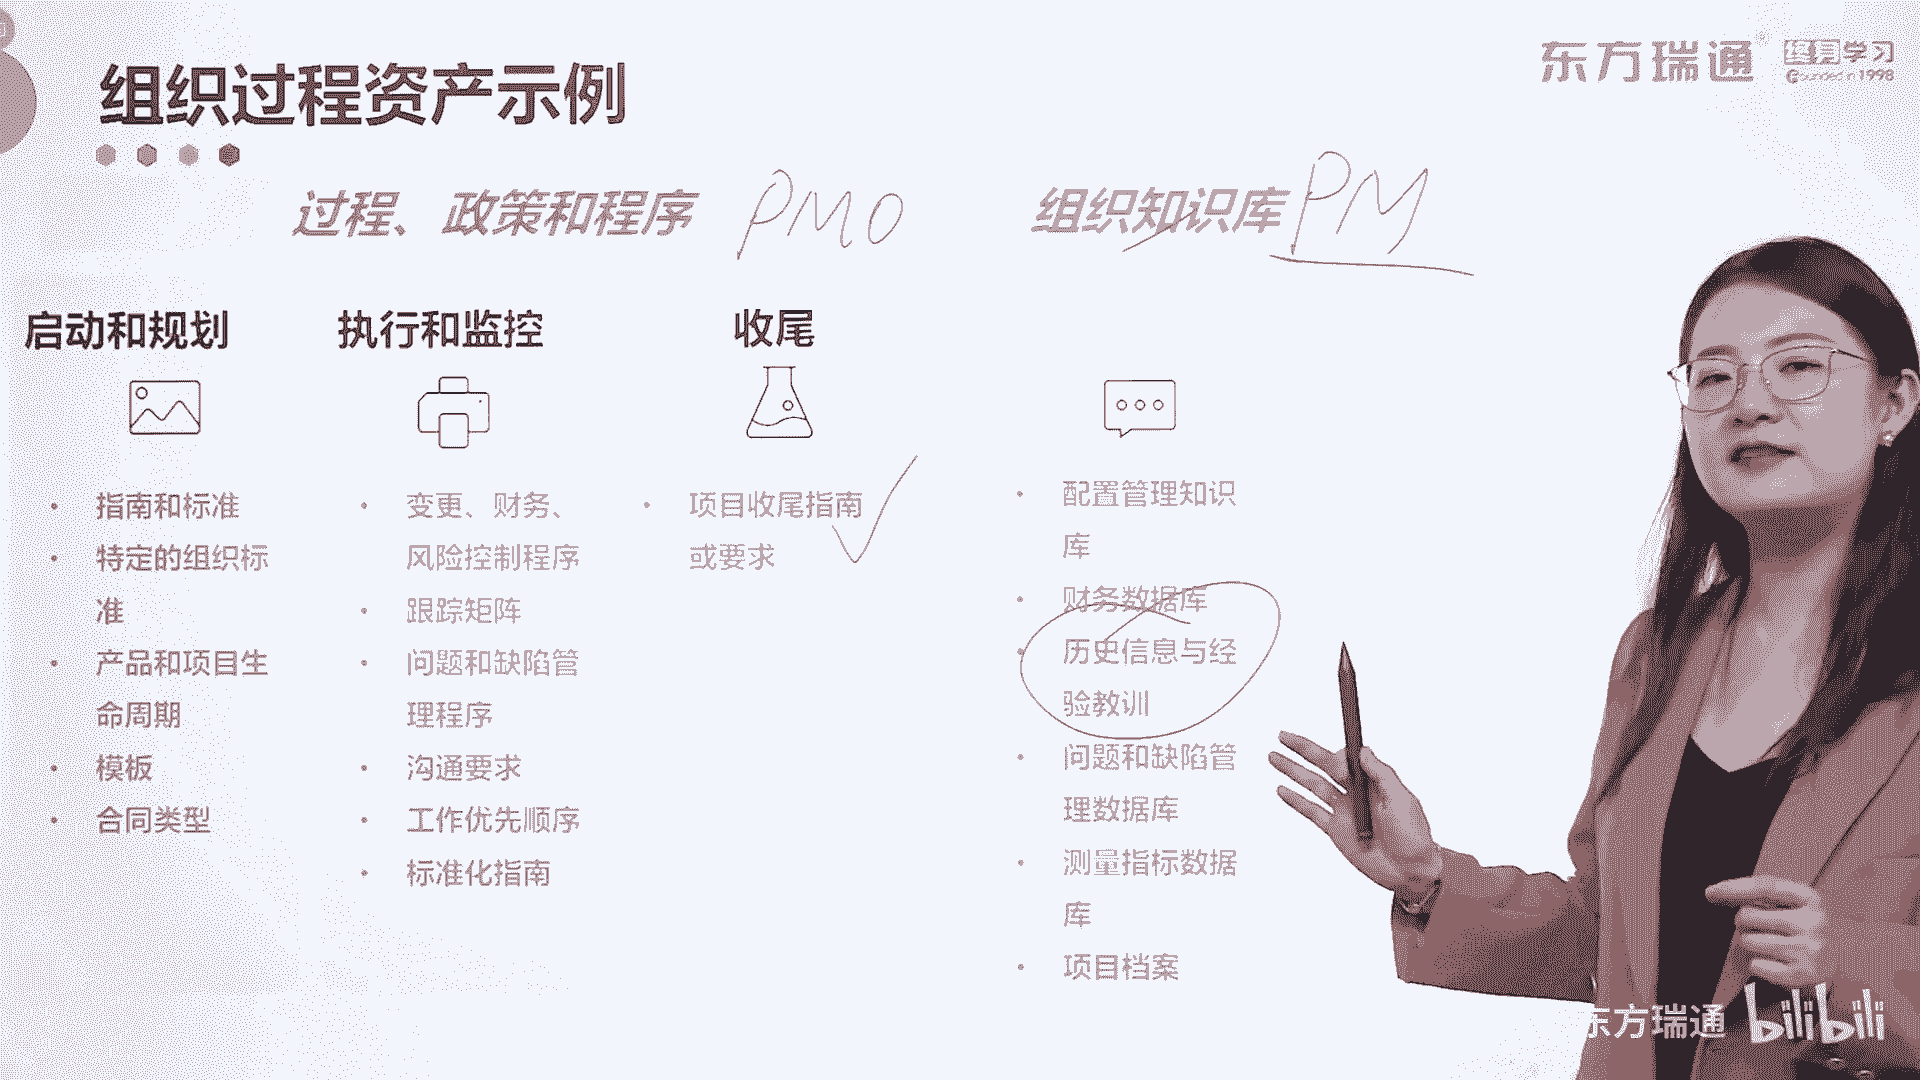 组织过程资产示例
东方瑞通
终身学习
Founded in 1998
过程、政策和程序
PMO
组织知识库
PM
启动和规划
指南和标准
特定的组织标
准
产品和项目生
命周期
模板
合同类型
执行和监控
变更、财务、
风险控制程序
跟踪矩阵
问题和缺陷管
理程序
沟通要求
工作优先顺序
标准化指南
收尾
项目收尾指南
或要求
配置管理知识
库
财务数据库
历史信息与经
验教训
问题和缺陷管
理数据库
测量指标数据
库
项目档案
东方瑞通
bilibili